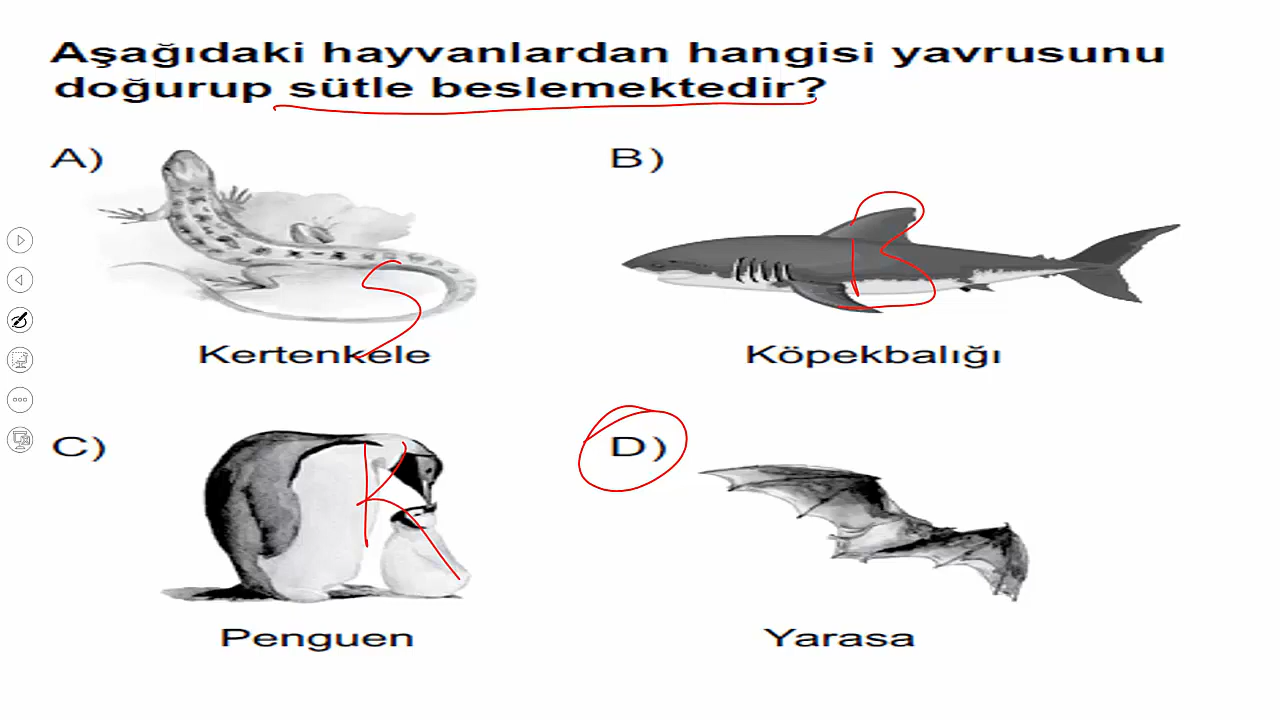 Aşağıdaki hayvanlardan hangisi yavrusunu
doğurup sütle beslemektedir?
A)
B)
S
B
Kertenkele
Köpekbalığı
C)
D)
K
Penguen
Yarasa